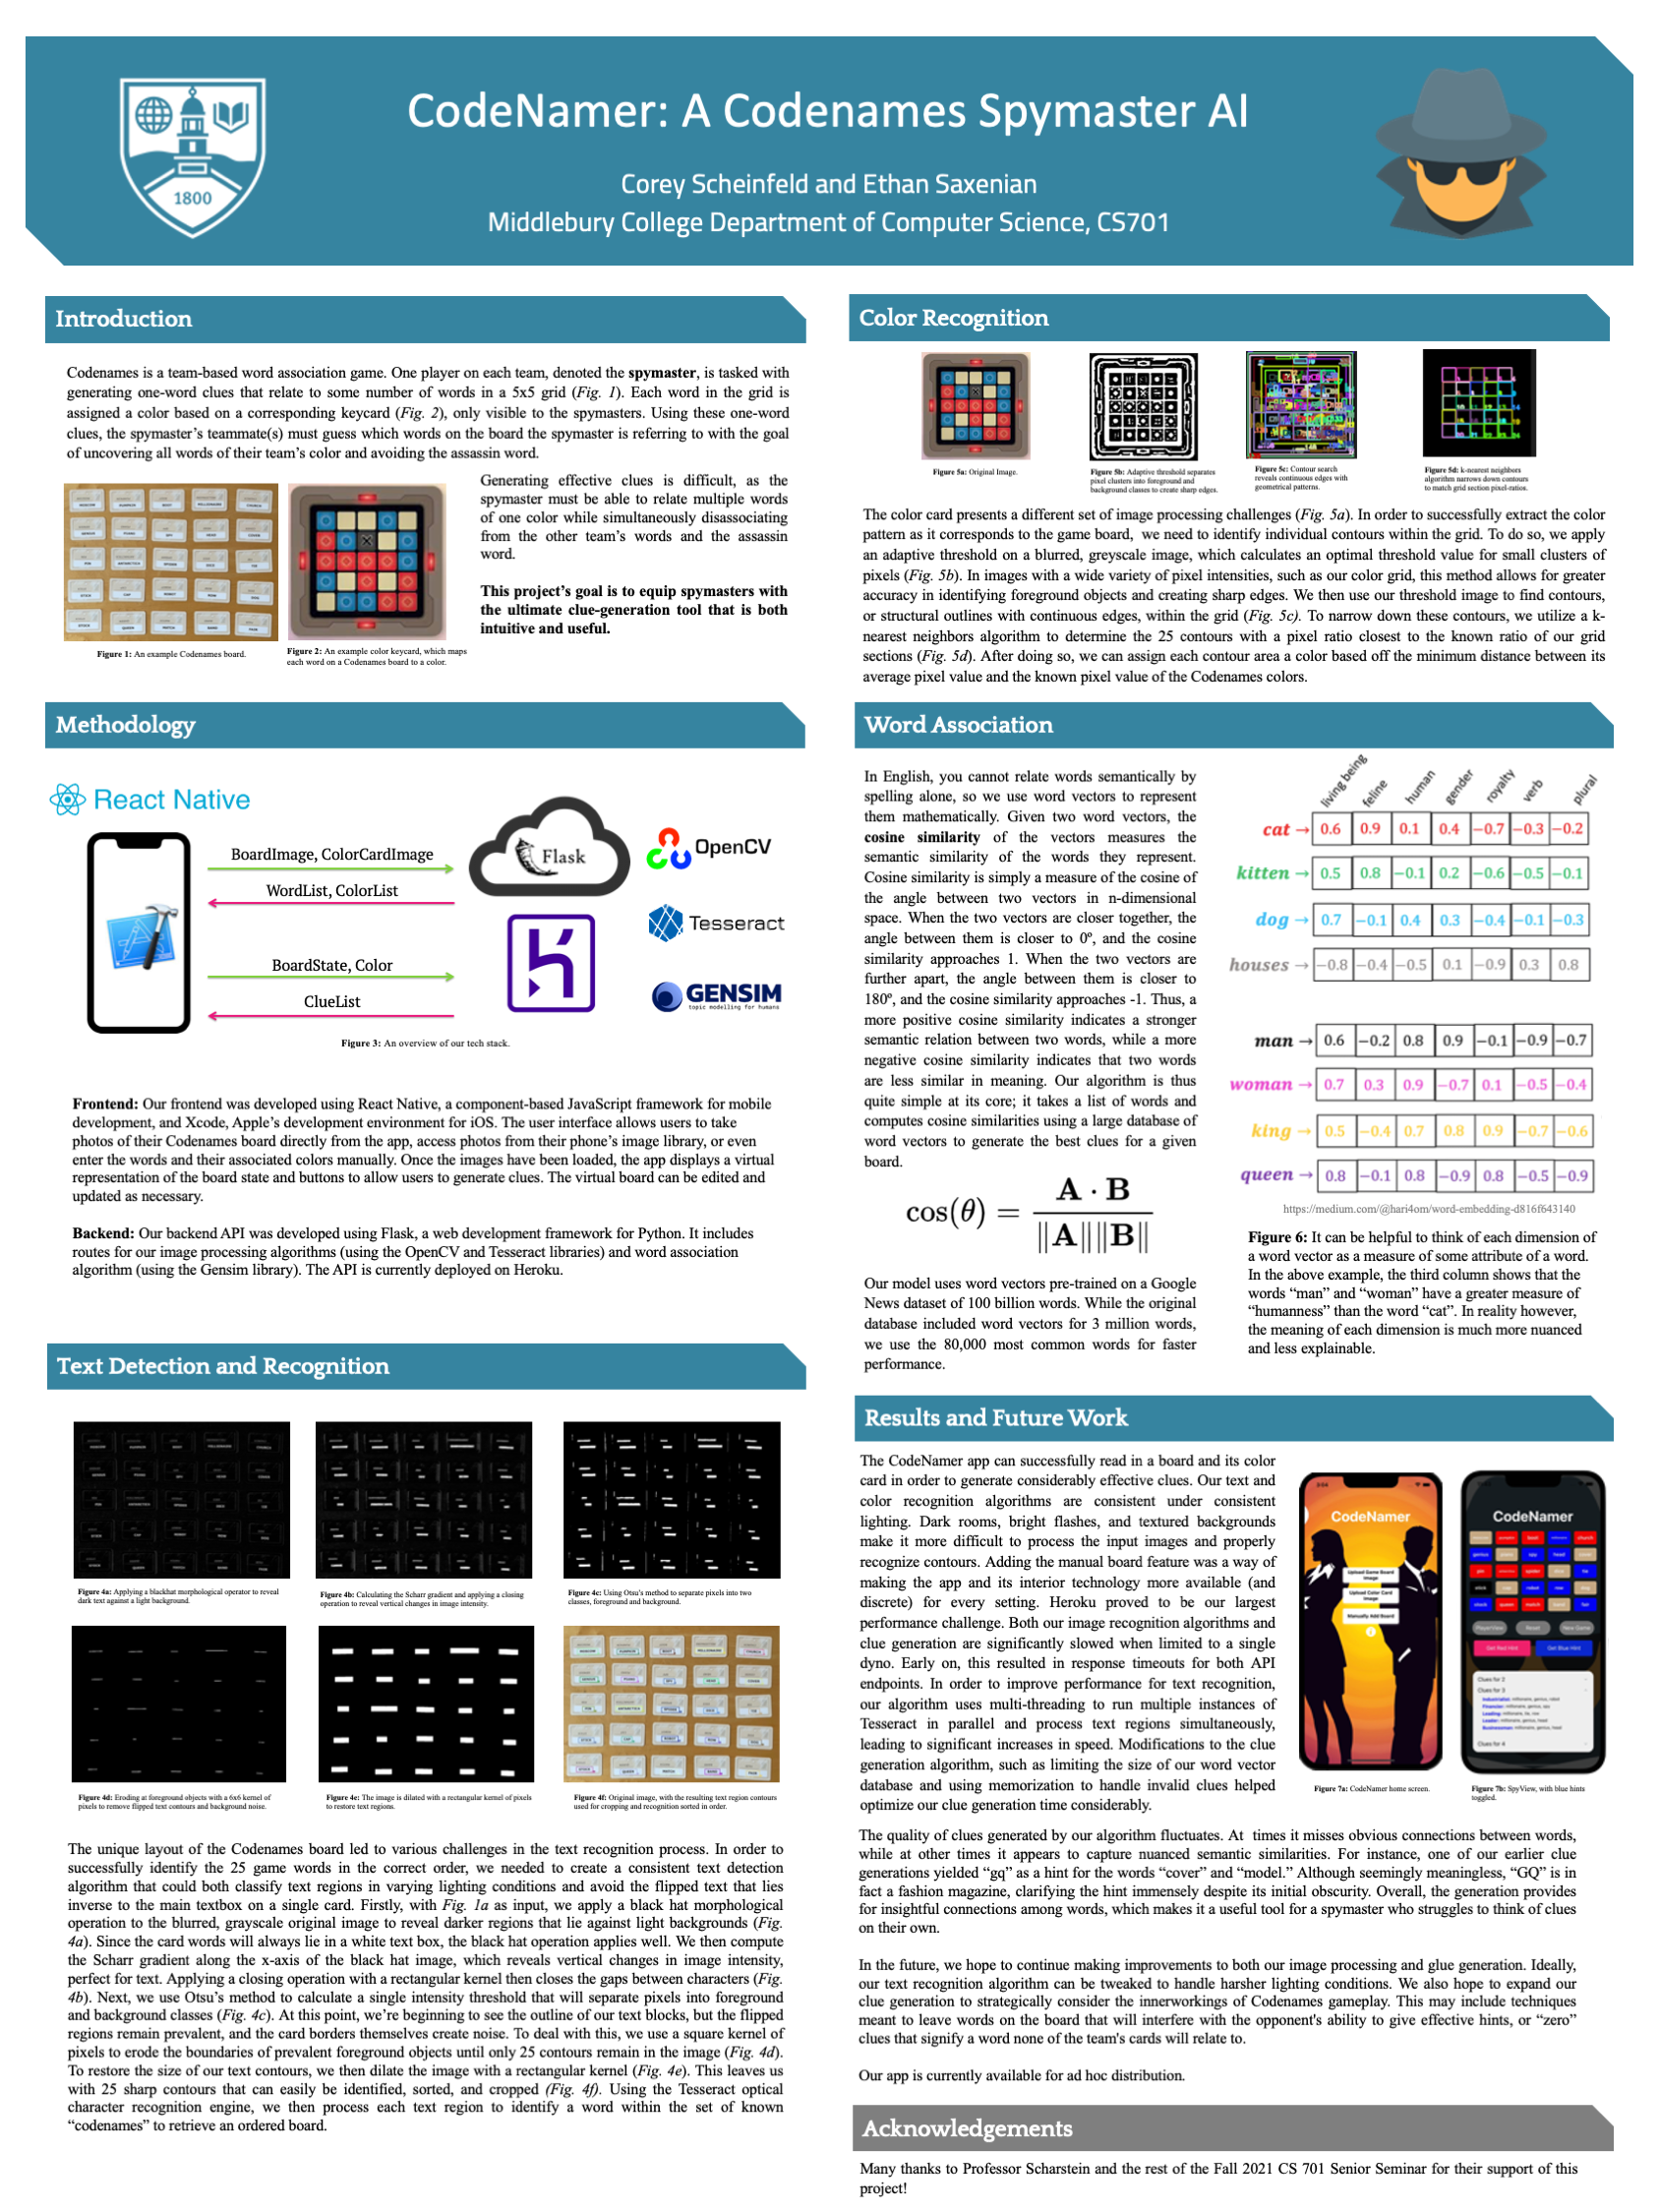 1800
CodeNamer: A Codenames Spymaster AI
Corey Scheinfeld and Ethan Saxenian
Middlebury College Department of Computer Science, CS701
Introduction
Codenames is a team-based word association game. One player on each team, denoted the spymaster, is tasked with
generating one-word clues that relate to some number of words in a 5x5 grid (Fig. 1). Each word in the grid is
assigned a color based on a corresponding keycard (Fig. 2), only visible to the spymasters. Using these one-word
clues, the spymaster's teammate(s) must guess which words on the board the spymaster is referring to with the goal
of uncovering all words of their team's color and avoiding the assassin word.
Generating effective clues is difficult, as the
spymaster must be able to relate multiple words
of one color while simultaneously disassociating
from the other team's words and the assassin
word.
This project's goal is to equip spymasters with
the ultimate clue-generation tool that is both
intuitive and useful.
Figure 1: An example Codenames board.
Figure 2: An example color keycard, which maps
each word on a Codenames board to a color.
Methodology
React Native
BoardImage, ColorCardImage
WordList, ColorList
BoardState, Color
ClueList
Flask
OpenCV
Tesseract
GENSIM
topic modelling for humans
Figure 3: An overview of our tech stack.
Frontend: Our frontend was developed using React Native, a component-based JavaScript framework for mobile
development, and Xcode, Apple's development environment for iOS. The user interface allows users to take
photos of their Codenames board directly from the app, access photos from their phone's image library, or even
enter the words and their associated colors manually. Once the images have been loaded, the app displays a virtual
representation of the board state and buttons to allow users to generate clues. The virtual board can be edited and
updated as necessary.
Backend: Our backend API was developed using Flask, a web development framework for Python. It includes
routes for our image processing algorithms (using the OpenCV and Tesseract libraries) and word association
algorithm (using the Gensim library). The API is currently deployed on Heroku.
Text Detection and Recognition
Figure 4a: Applying a blackhat morphological operator to reveal
dark text against a light background.
Figure 4b: Calculating the Scharr gradient and applying a closing
operation to reveal vertical changes in image intensity.
Figure 4c: Using Otsu's method to separate pixels into two
classes, foreground and background.
Figure 4d: Eroding at foreground objects with a 6x6 kernel of
pixels to remove flipped text contours and background noise.
Figure 4e: The image is dilated with a rectangular kernel of pixels
to restore text regions.
Figure 4f: Original image, with the resulting text region contours
used for cropping and recognition sorted in order.
The unique layout of the Codenames board led to various challenges in the text recognition process. In order to
successfully identify the 25 game words in the correct order, we needed to create a consistent text detection
algorithm that could both classify text regions in varying lighting conditions and avoid the flipped text that lies
inverse to the main textbox on a single card. Firstly, with Fig. 1a as input, we apply a black hat morphological
operation to the blurred, grayscale original image to reveal darker regions that lie against light backgrounds (Fig.
4a). Since the card words will always lie in a white text box, the black hat operation applies well. We then compute
the Scharr gradient along the x-axis of the black hat image, which reveals vertical changes in image intensity,
perfect for text. Applying a closing operation with a rectangular kernel then closes the gaps between characters (Fig.
4b). Next, we use Otsu's method to calculate a single intensity threshold that will separate pixels into foreground
and background classes (Fig. 4c). At this point, we're beginning to see the outline of our text blocks, but the flipped
regions remain prevalent, and the card borders themselves create noise. To deal with this, we use a square kernel of
pixels to erode the boundaries of prevalent foreground objects until only 25 contours remain in the image (Fig. 4d).
To restore the size of our text contours, we then dilate the image with a rectangular kernel (Fig. 4e). This leaves us
with 25 sharp contours that can easily be identified, sorted, and cropped (Fig. 4f). Using the Tesseract optical
character recognition engine, we then process each text region to identify a word within the set of known
“codenames” to retrieve an ordered board.
Color Recognition
Figure 5a: Original Image.
Figure 5b: Adaptive threshold separates
pixel clusters into foreground and
background classes to create sharp edges.
Figure 5c: Contour search
reveals continuous edges with
geometrical patterns.
Figure 5d: k-nearest neighbors
algorithm narrows down contours
to match grid section pixel-ratios.
The color card presents a different set of image processing challenges (Fig. 5a). In order to successfully extract the color
pattern as it corresponds to the game board, we need to identify individual contours within the grid. To do so, we apply
an adaptive threshold on a blurred, greyscale image, which calculates an optimal threshold value for small clusters of
pixels (Fig. 5b). In images with a wide variety of pixel intensities, such as our color grid, this method allows for greater
accuracy in identifying foreground objects and creating sharp edges. We then use our threshold image to find contours,
or structural outlines with continuous edges, within the grid (Fig. 5c). To narrow down these contours, we utilize a k-
nearest neighbors algorithm to determine the 25 contours with a pixel ratio closest to the known ratio of our grid
sections (Fig. 5d). After doing so, we can assign each contour area a color based off the minimum distance between its
average pixel value and the known pixel value of the Codenames colors.
Word Association
In English, you cannot relate words semantically by
spelling alone, so we use word vectors to represent
them mathematically. Given two word vectors, the
cosine similarity of the vectors measures the
semantic similarity of the words they represent.
Cosine similarity is simply a measure of the cosine of
the angle between two vectors in n-dimensional
space. When the two vectors are closer together, the
angle between them is closer to 0º, and the cosine
similarity approaches 1. When the two vectors are
further apart, the angle between them is closer to
180º, and the cosine similarity approaches -1. Thus, a
more positive cosine similarity indicates a stronger
semantic relation between two words, while a more
negative cosine similarity indicates that two words
are less similar in meaning. Our algorithm is thus
quite simple at its core; it takes a list of words and
computes cosine similarities using a large database of
word vectors to generate the best clues for a given
board.
cos(θ) = A · B / ‖A‖‖B‖
Our model uses word vectors pre-trained on a Google
News dataset of 100 billion words. While the original
database included word vectors for 3 million words,
we use the 80,000 most common words for faster
performance.
living being feline human gender royalty verb plural
cat → 0.6 0.9 0.1 0.4 −0.7 −0.3 −0.2
kitten → 0.5 0.8 −0.1 0.2 −0.6 −0.5 −0.1
dog → 0.7 −0.1 0.4 0.3 −0.4 −0.1 −0.3
houses → −0.8 −0.4 −0.5 0.1 −0.9 0.3 0.8
man → 0.6 −0.2 0.8 0.9 −0.1 −0.9 −0.7
woman → 0.7 0.3 0.9 −0.7 0.1 −0.5 −0.4
king → 0.5 −0.4 0.7 0.8 0.9 −0.7 −0.6
queen → 0.8 −0.1 0.8 −0.9 0.8 −0.5 −0.9
https://medium.com/@hari4om/word-embedding-d816f643140
Figure 6: It can be helpful to think of each dimension of
a word vector as a measure of some attribute of a word.
In the above example, the third column shows that the
words “man” and “woman” have a greater measure of
“humanness” than the word “cat”. In reality however,
the meaning of each dimension is much more nuanced
and less explainable.
Results and Future Work
The CodeNamer app can successfully read in a board and its color
card in order to generate considerably effective clues. Our text and
color recognition algorithms are consistent under consistent
lighting. Dark rooms, bright flashes, and textured backgrounds
make it more difficult to process the input images and properly
recognize contours. Adding the manual board feature was a way of
making the app and its interior technology more available (and
discrete) for every setting. Heroku proved to be our largest
performance challenge. Both our image recognition algorithms and
clue generation are significantly slowed when limited to a single
dyno. Early on, this resulted in response timeouts for both API
endpoints. In order to improve performance for text recognition,
our algorithm uses multi-threading to run multiple instances of
Tesseract in parallel and process text regions simultaneously,
leading to significant increases in speed. Modifications to the clue
generation algorithm, such as limiting the size of our word vector
database and using memorization to handle invalid clues helped
optimize our clue generation time considerably.
CodeNamer
Upload Game Board
Image
Upload Color Card
Image
Manually Add Board
Figure 7a: CodeNamer home screen.
CodeNamer
PlayerView Reset New Game
Get Red Hint Get Blue Hint
Clues for 2
Clues for 3
Clues for 4
Figure 7b: SpyView, with blue hints
toggled.
The quality of clues generated by our algorithm fluctuates. At times it misses obvious connections between words,
while at other times it appears to capture nuanced semantic similarities. For instance, one of our earlier clue
generations yielded “gq” as a hint for the words “cover” and “model.” Although seemingly meaningless, “GQ” is in
fact a fashion magazine, clarifying the hint immensely despite its initial obscurity. Overall, the generation provides
for insightful connections among words, which makes it a useful tool for a spymaster who struggles to think of clues
on their own.
In the future, we hope to continue making improvements to both our image processing and glue generation. Ideally,
our text recognition algorithm can be tweaked to handle harsher lighting conditions. We also hope to expand our
clue generation to strategically consider the innerworkings of Codenames gameplay. This may include techniques
meant to leave words on the board that will interfere with the opponent's ability to give effective hints, or “zero”
clues that signify a word none of the team's cards will relate to.
Our app is currently available for ad hoc distribution.
Acknowledgements
Many thanks to Professor Scharstein and the rest of the Fall 2021 CS 701 Senior Seminar for their support of this
project!